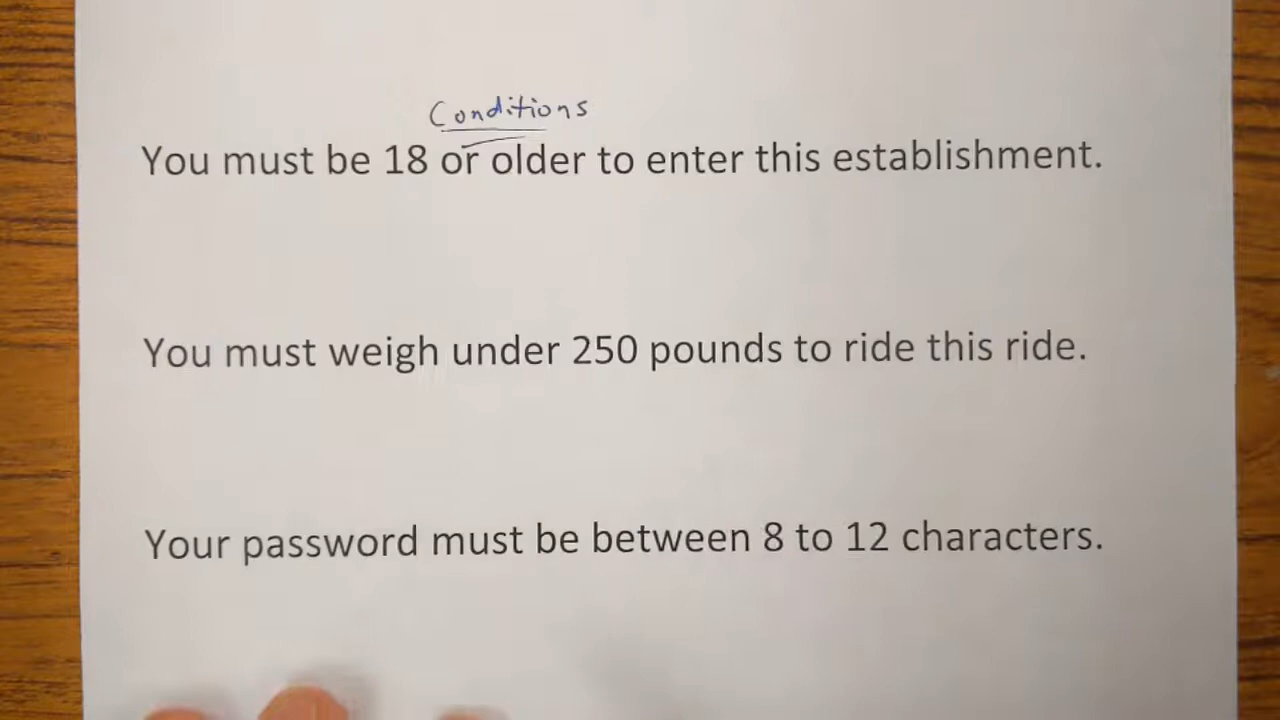 Conditions
You must be 18 or older to enter this establishment.
You must weigh under 250 pounds to ride this ride.
Your password must be between 8 to 12 characters.